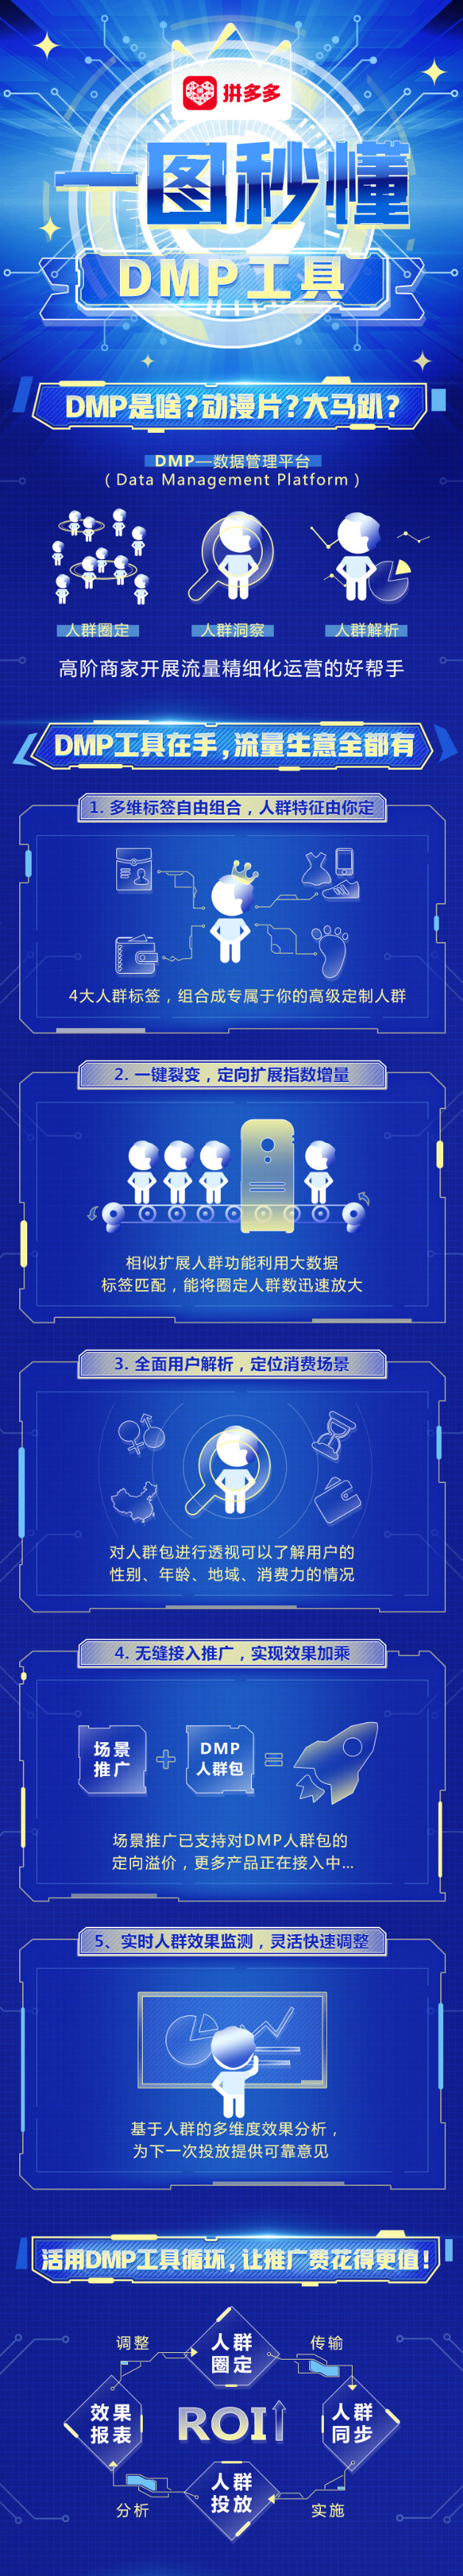 拼多多
一图秒懂
DMP工具
DMP是啥?动漫片?大马趴?
DMP—数据管理平台
（Data Management Platform）
人群圈定
人群洞察
人群解析
高阶商家开展流量精细化运营的好帮手
DMP工具在手,流量生意全都有
1. 多维标签自由组合，人群特征由你定
4大人群标签，组合成专属于你的高级定制人群
2. 一键裂变，定向扩展指数增量
相似扩展人群功能利用大数据
标签匹配，能将圈定人群数迅速放大
3. 全面用户解析，定位消费场景
对人群包进行透视可以了解用户的
性别、年龄、地域、消费力的情况
4. 无缝接入推广，实现效果加乘
场景
推广
DMP
人群包
场景推广已支持对DMP人群包的
定向溢价，更多产品正在接入中...
5、实时人群效果监测，灵活快速调整
基于人群的多维度效果分析，
为下一次投放提供可靠意见
活用DMP工具循环,让推广费花得更值!
调整
人群
圈定
传输
效果
报表
ROI
人群
同步
分析
人群
投放
实施